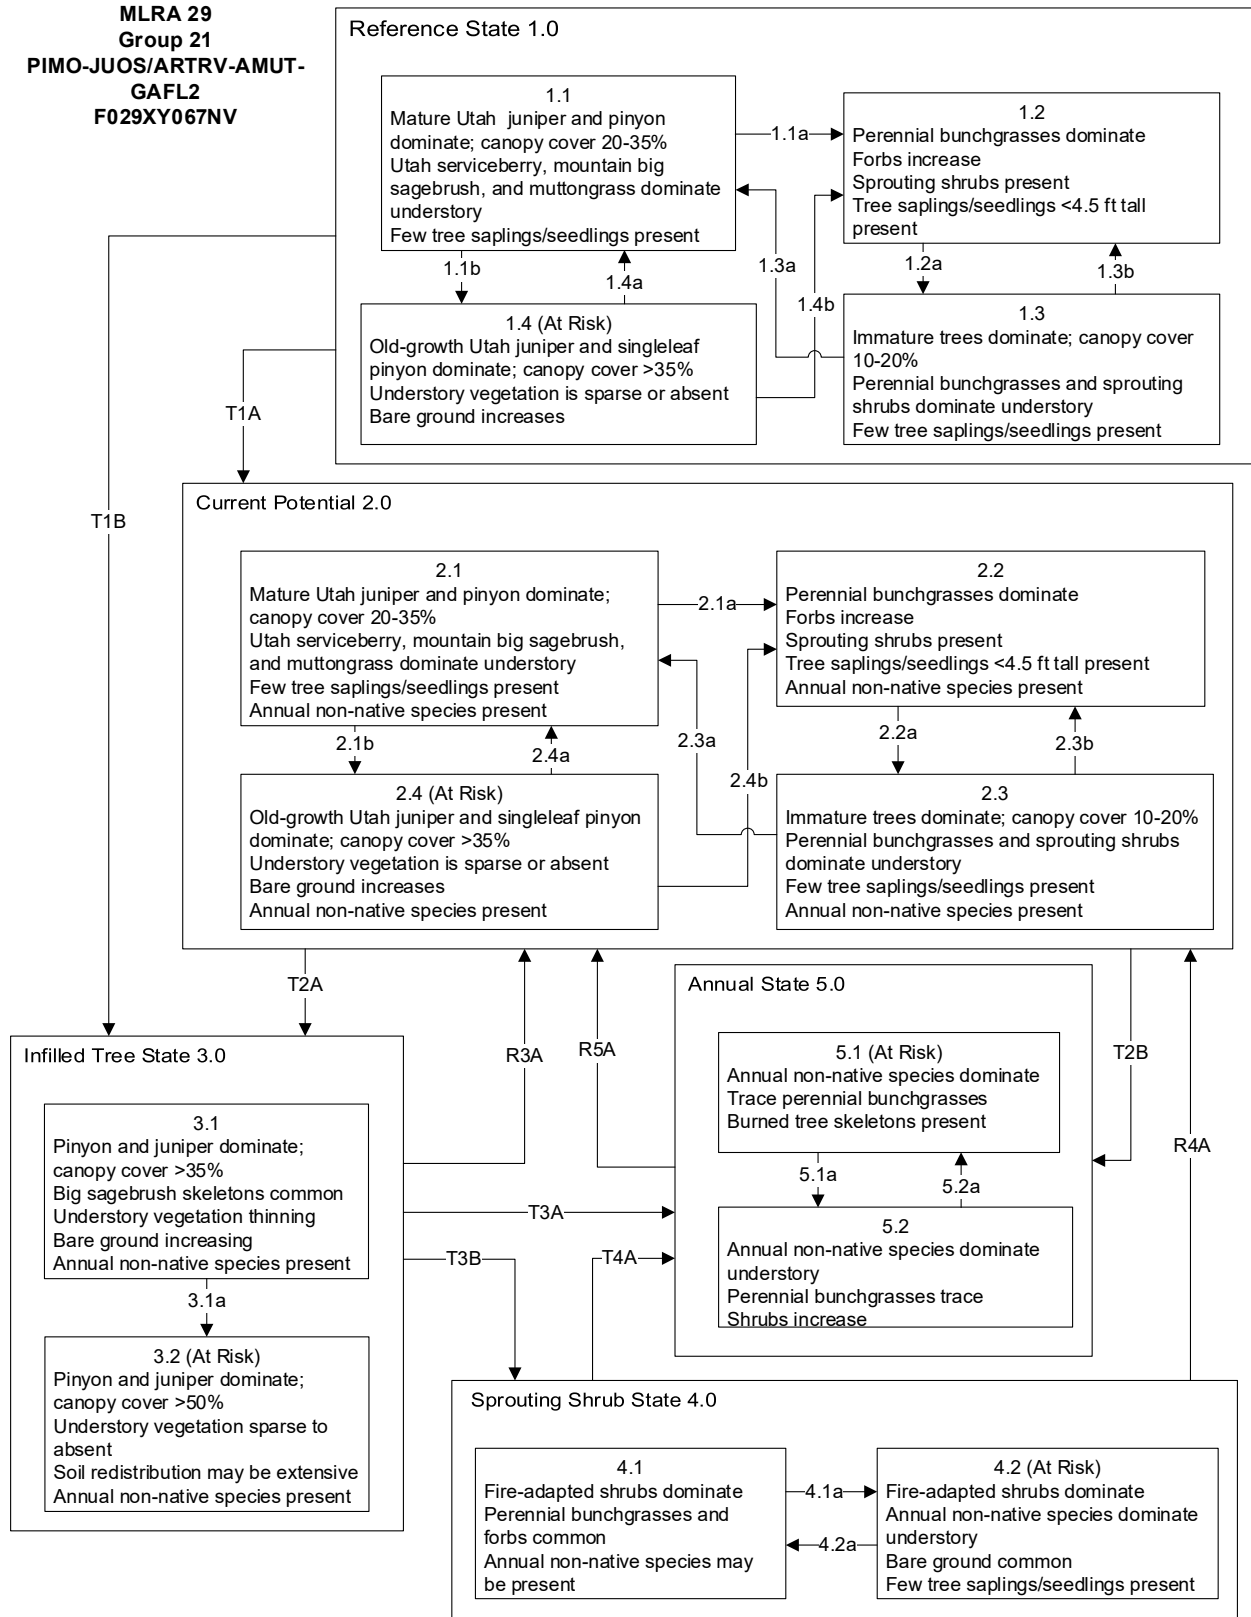 MLRA 29
Group 21
PIMO-JUOS/ARTRV-AMUT-
GAFL2
F029XY067NV
Reference State 1.0
1.1
Mature Utah juniper and pinyon
dominate; canopy cover 20-35%
Utah serviceberry, mountain big
sagebrush, and muttongrass dominate
understory
Few tree saplings/seedlings present
1.1a
1.2
Perennial bunchgrasses dominate
Forbs increase
Sprouting shrubs present
Tree saplings/seedlings <4.5 ft tall
present
1.1b
1.4a
1.3a
1.4b
1.2a
1.3b
1.4 (At Risk)
Old-growth Utah juniper and singleleaf
pinyon dominate; canopy cover >35%
Understory vegetation is sparse or absent
Bare ground increases
1.3
Immature trees dominate; canopy cover
10-20%
Perennial bunchgrasses and sprouting
shrubs dominate understory
Few tree saplings/seedlings present
T1A
T1B
Current Potential 2.0
2.1
Mature Utah juniper and pinyon dominate;
canopy cover 20-35%
Utah serviceberry, mountain big sagebrush,
and muttongrass dominate understory
Few tree saplings/seedlings present
Annual non-native species present
2.1a
2.2
Perennial bunchgrasses dominate
Forbs increase
Sprouting shrubs present
Tree saplings/seedlings <4.5 ft tall present
Annual non-native species present
2.1b
2.4a
2.3a
2.4b
2.2a
2.3b
2.4 (At Risk)
Old-growth Utah juniper and singleleaf pinyon
dominate; canopy cover >35%
Understory vegetation is sparse or absent
Bare ground increases
Annual non-native species present
2.3
Immature trees dominate; canopy cover 10-20%
Perennial bunchgrasses and sprouting shrubs
dominate understory
Few tree saplings/seedlings present
Annual non-native species present
T2A
R3A
R5A
T2B
R4A
Infilled Tree State 3.0
3.1
Pinyon and juniper dominate;
canopy cover >35%
Big sagebrush skeletons common
Understory vegetation thinning
Bare ground increasing
Annual non-native species present
3.1a
3.2 (At Risk)
Pinyon and juniper dominate;
canopy cover >50%
Understory vegetation sparse to
absent
Soil redistribution may be extensive
Annual non-native species present
T3A
T3B
T4A
Annual State 5.0
5.1 (At Risk)
Annual non-native species dominate
Trace perennial bunchgrasses
Burned tree skeletons present
5.1a
5.2a
5.2
Annual non-native species dominate
understory
Perennial bunchgrasses trace
Shrubs increase
Sprouting Shrub State 4.0
4.1
Fire-adapted shrubs dominate
Perennial bunchgrasses and
forbs common
Annual non-native species may
be present
4.1a
4.2a
4.2 (At Risk)
Fire-adapted shrubs dominate
Annual non-native species dominate
understory
Bare ground common
Few tree saplings/seedlings present